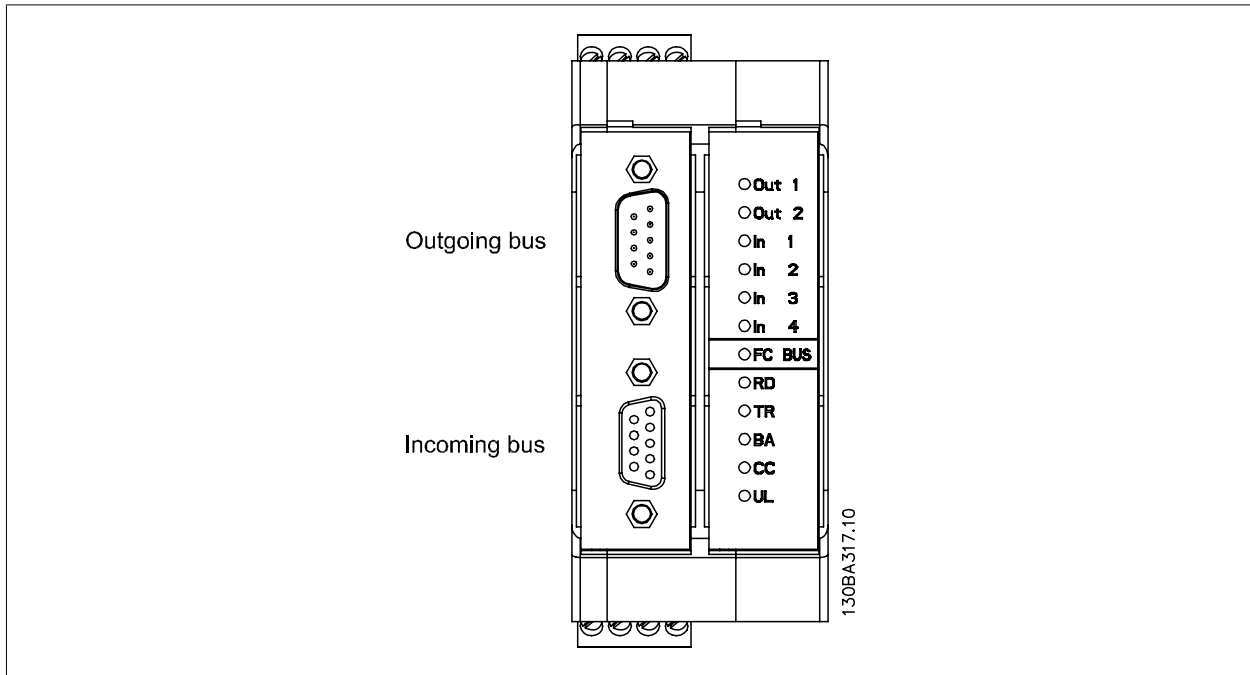 Outgoing bus
Incoming bus
Out 1
Out 2
In 1
In 2
In 3
In 4
FC BUS
RD
TR
BA
CC
UL
130BA317.10